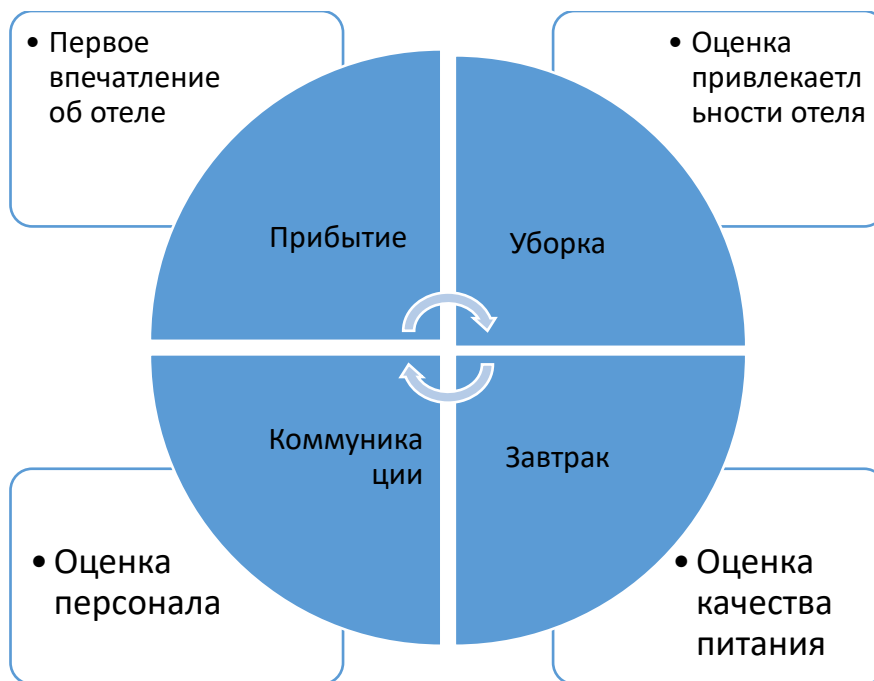 • Первое
впечатление
об отеле
• Оценка
привлекаетл
ьности отеля
Прибытие
Уборка
Коммуника
ции
Завтрак
• Оценка
персонала
• Оценка
качества
питания